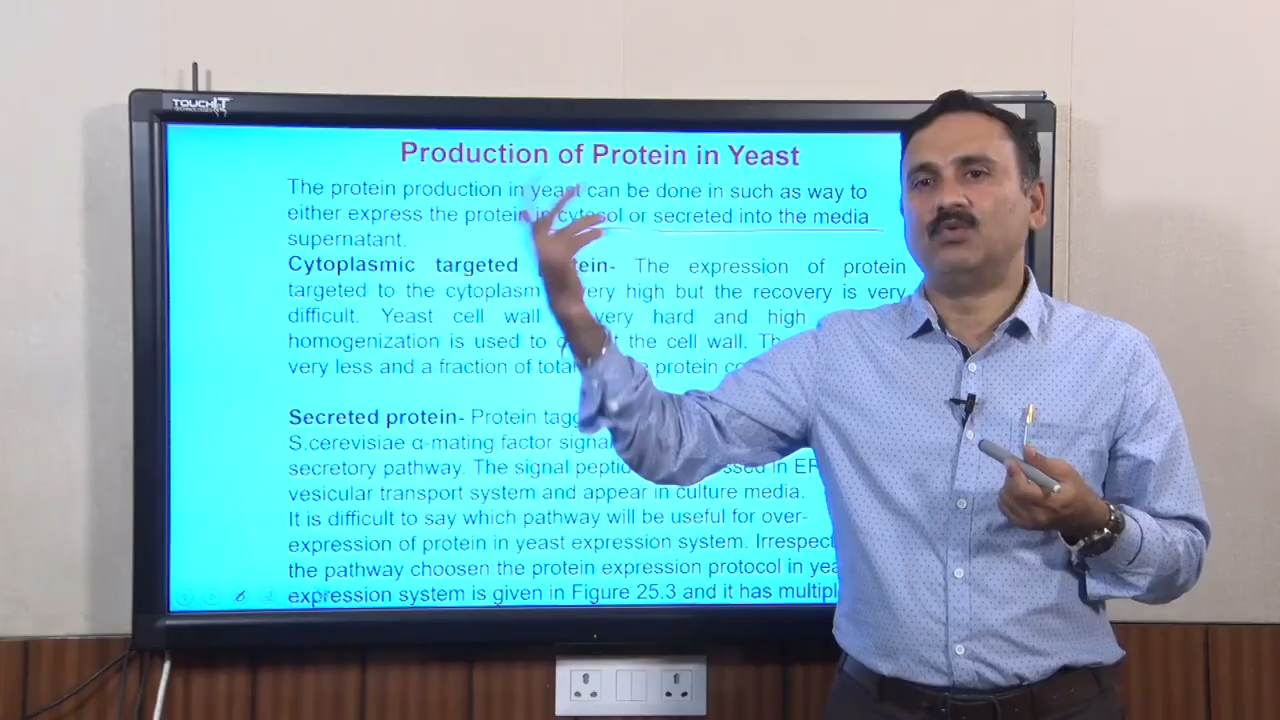 TOUCHIT
Production of Protein in Yeast
The protein production in yeast can be done in such as way to
either express the protein in cytosol or secreted into the media
supernatant.
Cytoplasmic targeted protein- The expression of protein
targeted to the cytoplasm very high but the recovery is very
difficult. Yeast cell wall very hard and high
homogenization is used to the cell wall.
very less and a fraction of total protein
Secreted protein- Protein
S.cerevisiae α-mating factor signal
secretory pathway. The signal in ER
vesicular transport system and appear in culture media.
It is difficult to say which pathway will be useful for over-
expression of protein in yeast expression system.
the pathway choosen the protein expression protocol in
expression system is given in Figure 25.3 and it has multiple